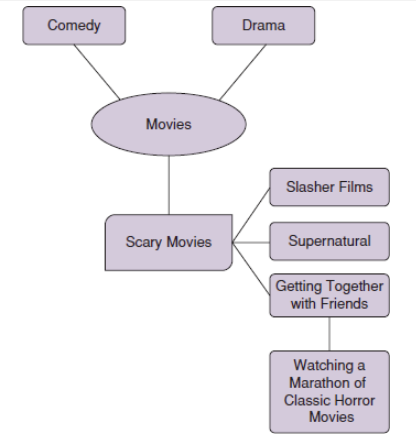 Comedy
Drama
Movies
Scary Movies
Slasher Films
Supernatural
Getting Together
with Friends
Watching a
Marathon of
Classic Horror
Movies